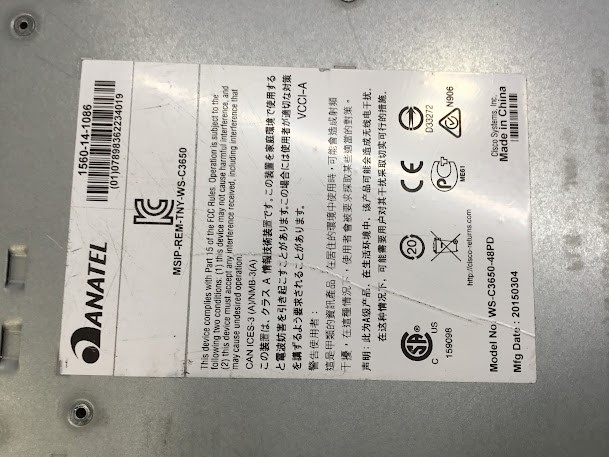 ANATEL
1560-14-1086
(01)07898362234019
MSIP-REM-TNY-WS-C3650
This device complies with Part 15 of the FCC Rules. Operation is subject to the
following two conditions: (1) this device may not cause harmful interference, and
(2) this device must accept any interference received, including interference that
may cause undesired operation.
CAN ICES-3 (A)/NMB-3(A)
この装置は、クラス A 情報技術装置です。この装置を家庭環境で使用する
と電波妨害を引き起こすことがあります。この場合には使用者が適切な対策
を講ずるよう要求されることがあります。 VCCI-A
警告使用者：
這是甲類的資訊產品，在居住的環境中使用時，可能會造成射頻
干擾，在這種情況下，使用者會被要求採取某些適當的對策。
声明：此为A级产品，在生活环境中，该产品可能会造成无线电干扰，
在这种情况下，可能需要用户对其干扰采取切实可行的措施。
SA
C US
159098
20
CE
D33272
PC
ME61
N906
http://cisco-returns.com
Model No: WS-C3650-48PD
Mfg Date : 20150304
Cisco Systems, Inc.
Made in China